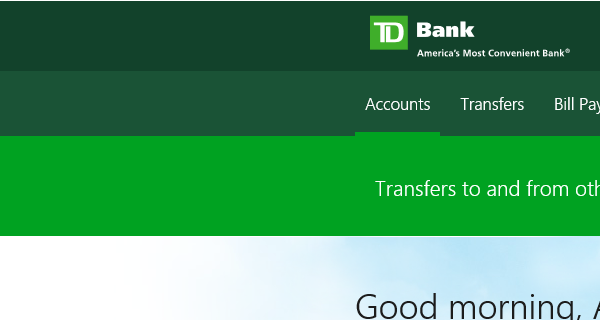 TD Bank
America's Most Convenient Bank®
Accounts Transfers Bill Pay
Transfers to and from oth
Good morning, A